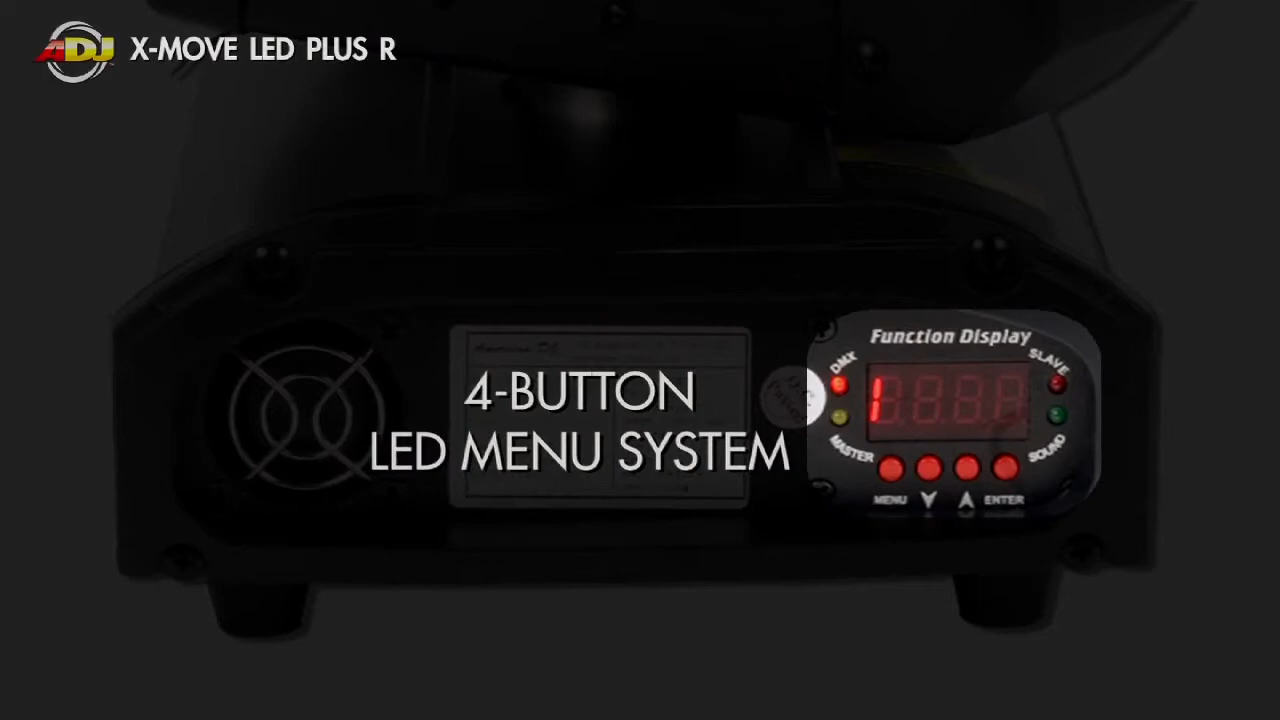 ADJ X-MOVE LED PLUS R
Function Display
DMX
SLAVE
4-BUTTON
LED MENU SYSTEM
MASTER
SOUND
MENU
ENTER